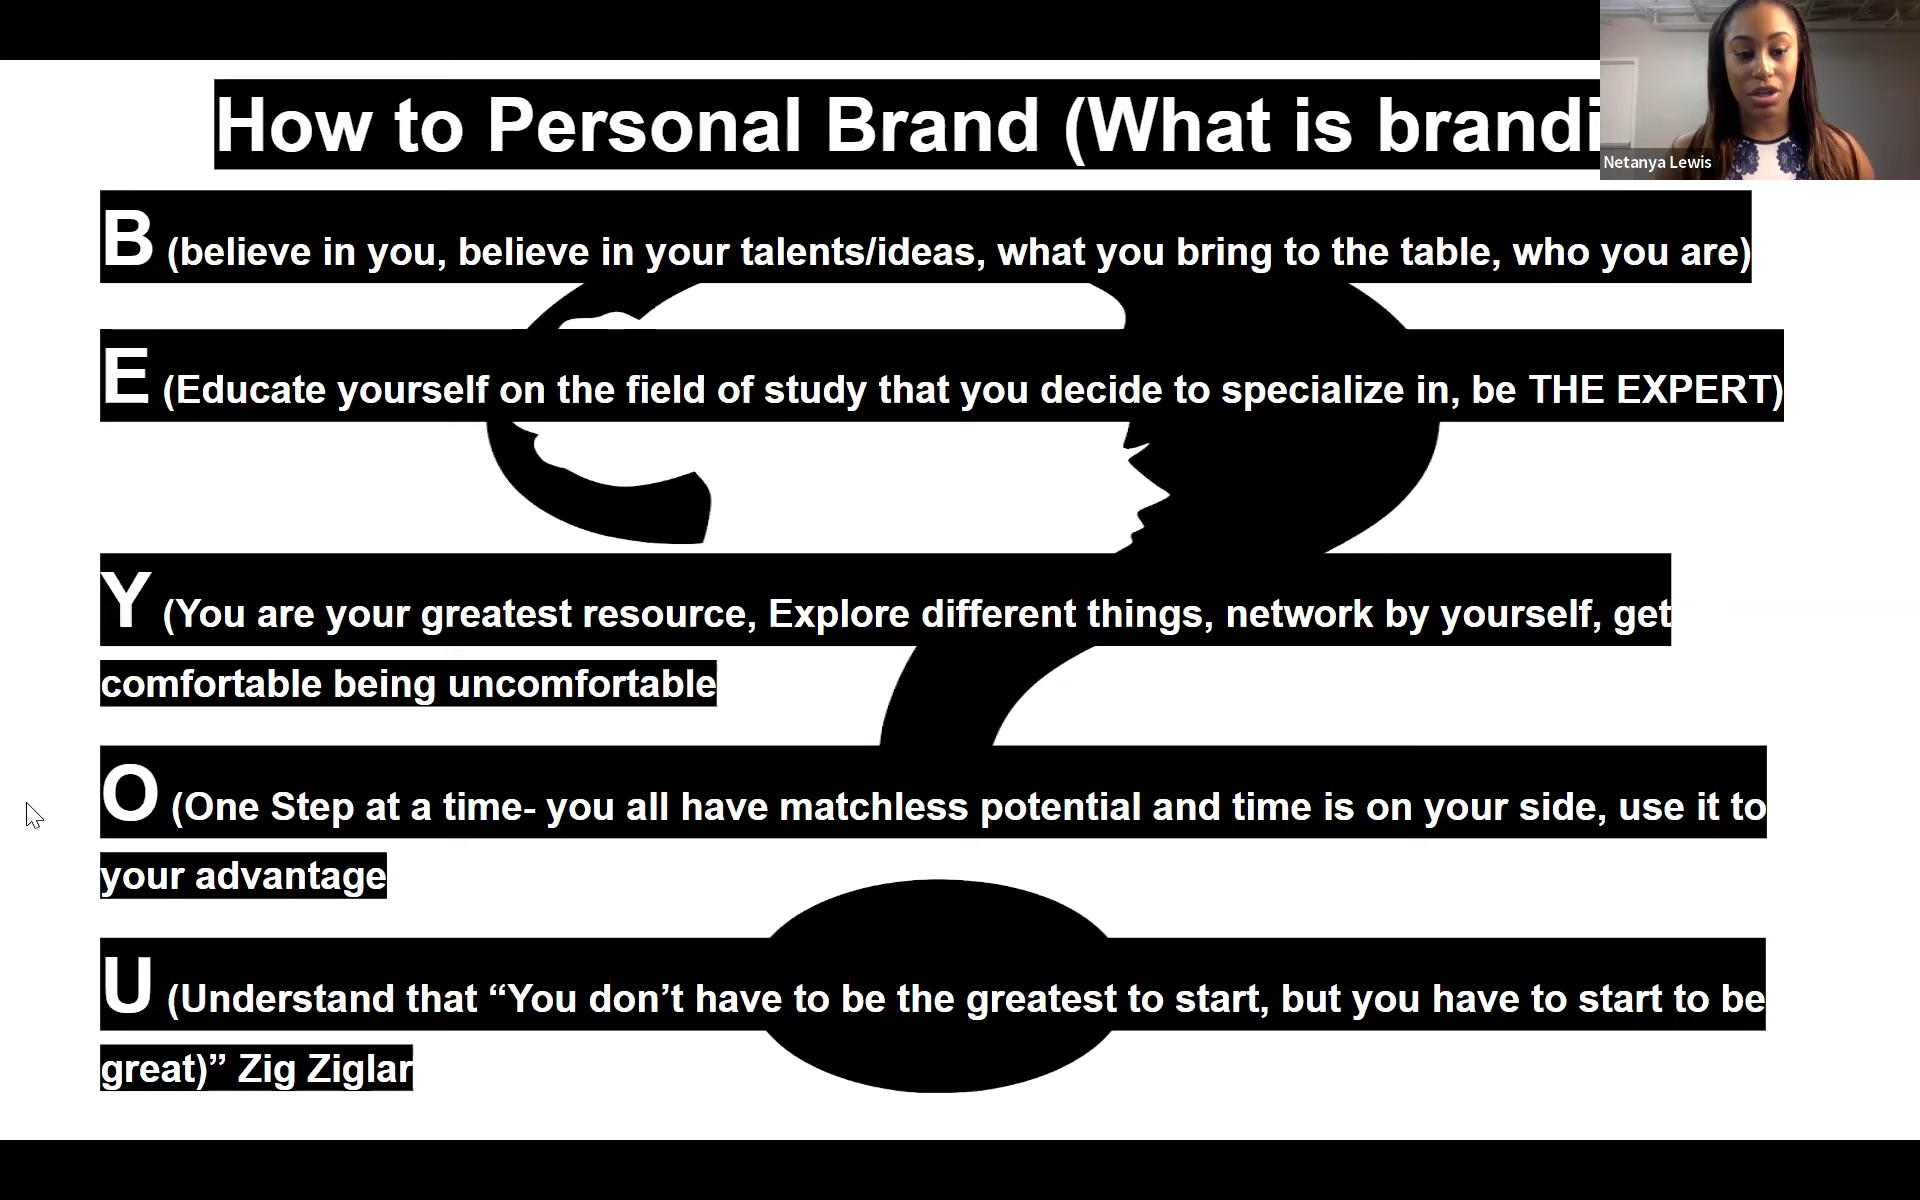 How to Personal Brand (What is brandi
Netanya Lewis
B (believe in you, believe in your talents/ideas, what you bring to the table, who you are)
E (Educate yourself on the field of study that you decide to specialize in, be THE EXPERT)
Y (You are your greatest resource, Explore different things, network by yourself, get
comfortable being uncomfortable
O (One Step at a time- you all have matchless potential and time is on your side, use it to
your advantage
U (Understand that “You don’t have to be the greatest to start, but you have to start to be
great)” Zig Ziglar